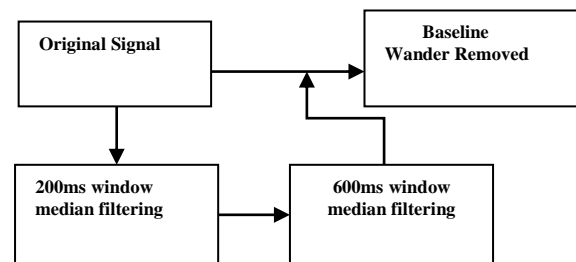 Original Signal
Baseline
Wander Removed
200ms window
median filtering
600ms window
median filtering